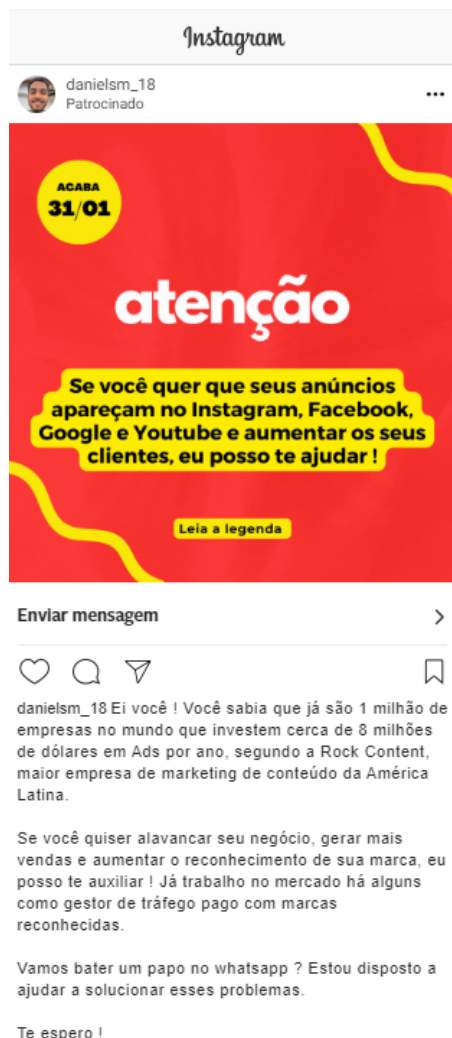 Instagram
danielsm_18
Patrocinado
ACABA
31/01
atenção
Se você quer que seus anúncios
apareçam no Instagram, Facebook,
Google e Youtube e aumentar os seus
clientes, eu posso te ajudar !
Leia a legenda
Enviar mensagem
danielsm_18 Ei você ! Você sabia que já são 1 milhão de
empresas no mundo que investem cerca de 8 milhões
de dólares em Ads por ano, segundo a Rock Content,
maior empresa de marketing de conteúdo da América
Latina.
Se você quiser alavancar seu negócio, gerar mais
vendas e aumentar o reconhecimento de sua marca, eu
posso te auxiliar ! Já trabalho no mercado há alguns
como gestor de tráfego pago com marcas
reconhecidas.
Vamos bater um papo no whatsapp ? Estou disposto a
ajudar a solucionar esses problemas.
Te espero !